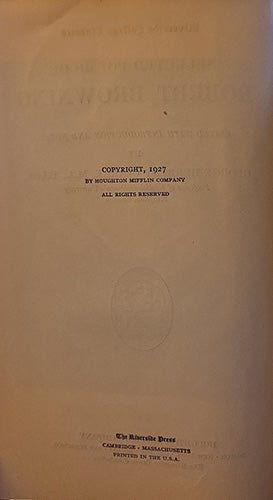 COPYRIGHT, 1927
BY HOUGHTON MIFFLIN COMPANY
ALL RIGHTS RESERVED
The Riverside Press
CAMBRIDGE · MASSACHUSETTS
PRINTED IN THE U.S.A.